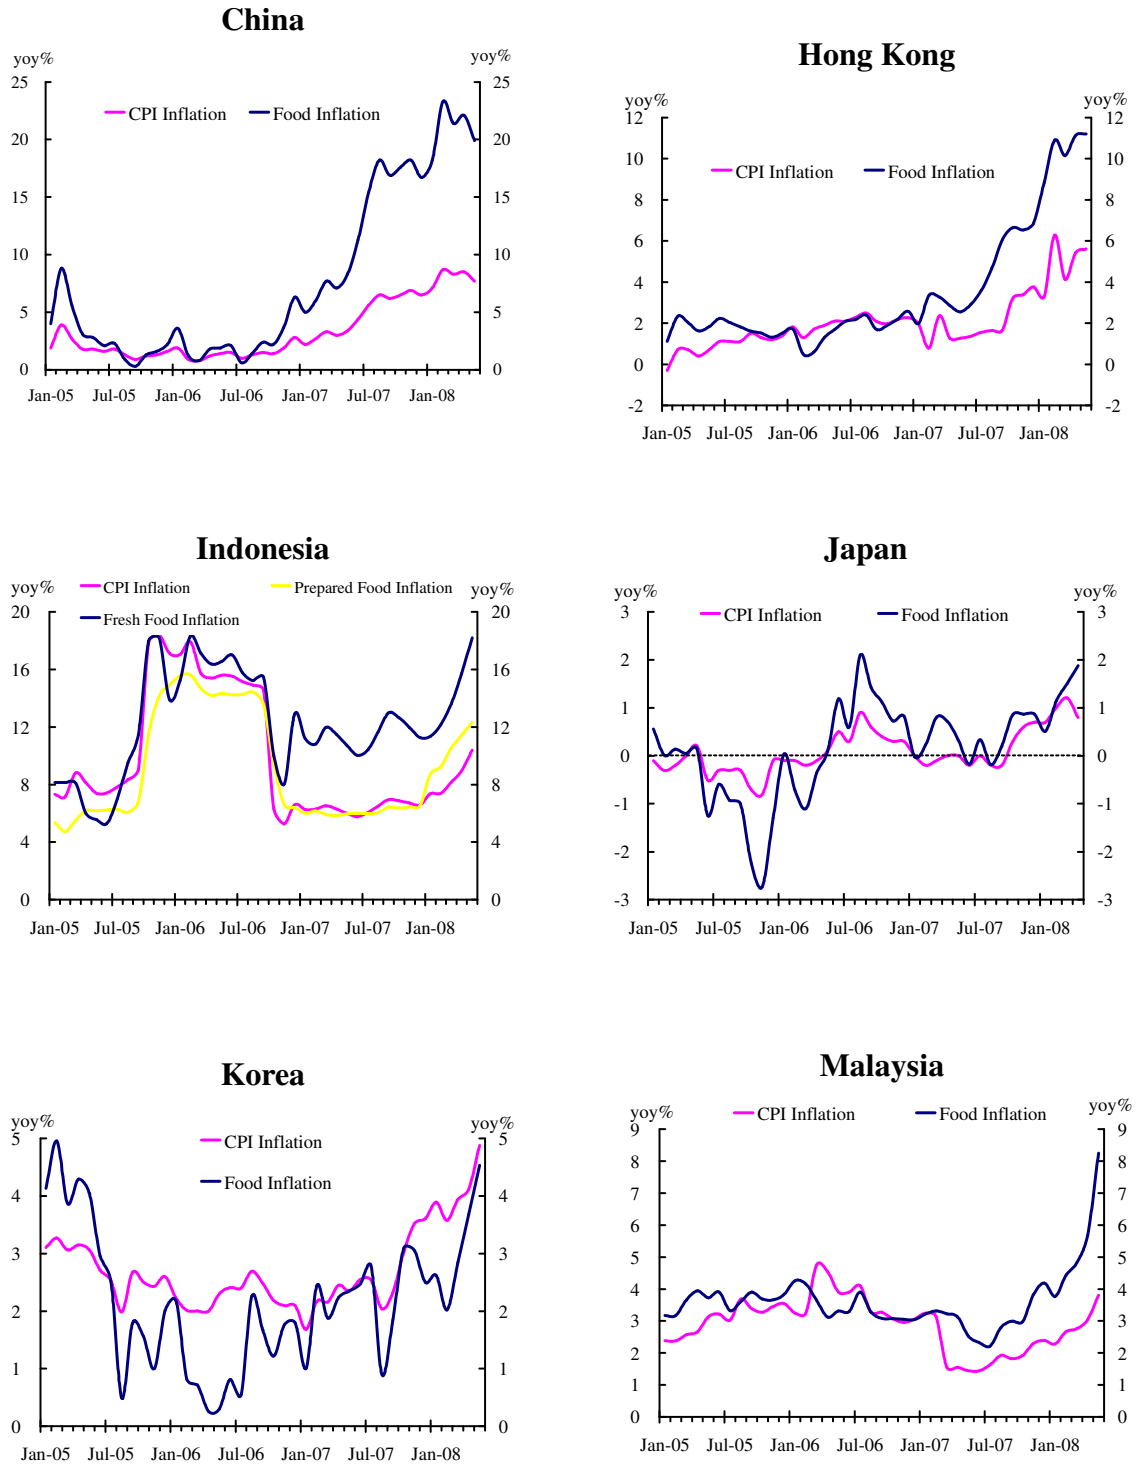 China
yoy%
yoy%
CPI Inflation
Food Inflation
25
20
15
10
5
0
25
20
15
10
5
0
Jan-05 Jul-05 Jan-06 Jul-06 Jan-07 Jul-07 Jan-08
Hong Kong
yoy%
yoy%
CPI Inflation
Food Inflation
12
10
8
6
4
2
0
-2
12
10
8
6
4
2
0
-2
Jan-05 Jul-05 Jan-06 Jul-06 Jan-07 Jul-07 Jan-08
Indonesia
yoy%
yoy%
CPI Inflation
Prepared Food Inflation
Fresh Food Inflation
20
16
12
8
4
0
20
16
12
8
4
0
Jan-05 Jul-05 Jan-06 Jul-06 Jan-07 Jul-07 Jan-08
Japan
yoy%
yoy%
CPI Inflation
Food Inflation
3
2
1
0
-1
-2
-3
3
2
1
0
-1
-2
-3
Jan-05 Jul-05 Jan-06 Jul-06 Jan-07 Jul-07 Jan-08
Korea
yoy%
yoy%
CPI Inflation
Food Inflation
5
4
3
2
1
0
5
4
3
2
1
0
Jan-05 Jul-05 Jan-06 Jul-06 Jan-07 Jul-07 Jan-08
Malaysia
yoy%
yoy%
CPI Inflation
Food Inflation
9
8
7
6
5
4
3
2
1
0
9
8
7
6
5
4
3
2
1
0
Jan-05 Jul-05 Jan-06 Jul-06 Jan-07 Jul-07 Jan-08